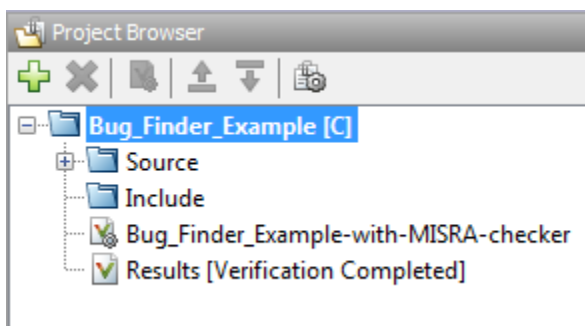 Project Browser
Bug_Finder_Example [C]
Source
Include
Bug_Finder_Example-with-MISRA-checker
Results [Verification Completed]